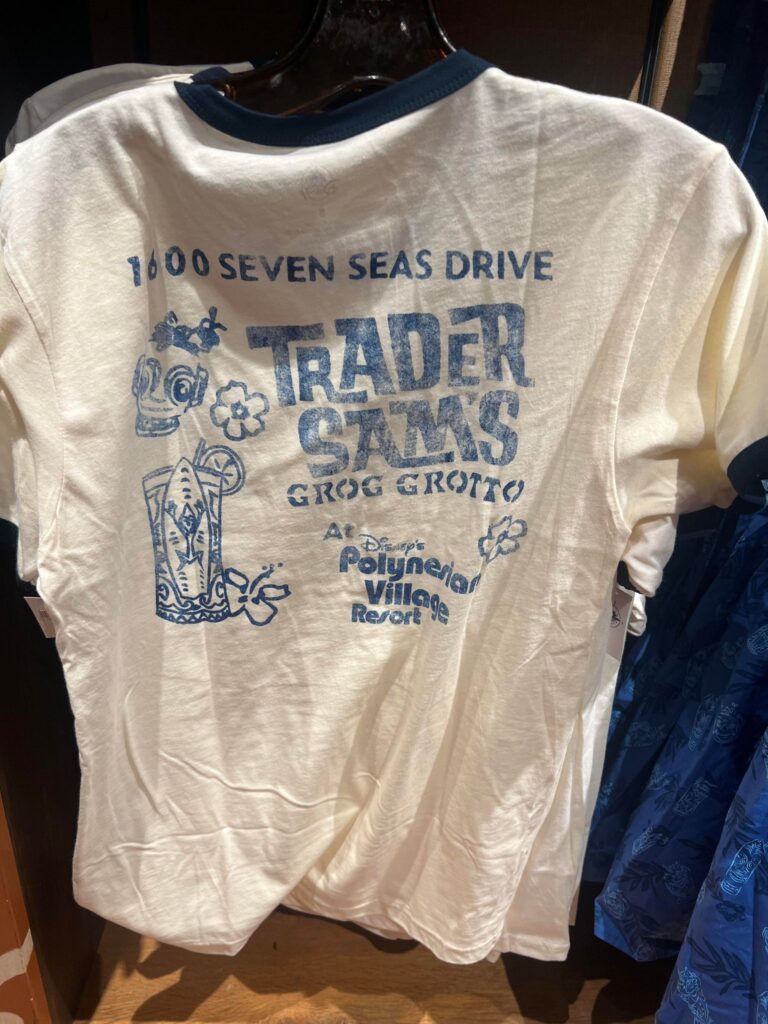 1600 SEVEN SEAS DRIVE
TRADER
SAM'S
GROG GROTTO
At Disney's
Polynesian
Village
Resort